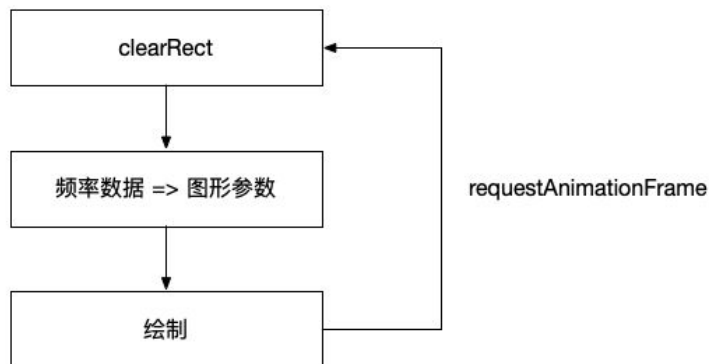 clearRect
频率数据 => 图形参数
requestAnimationFrame
绘制